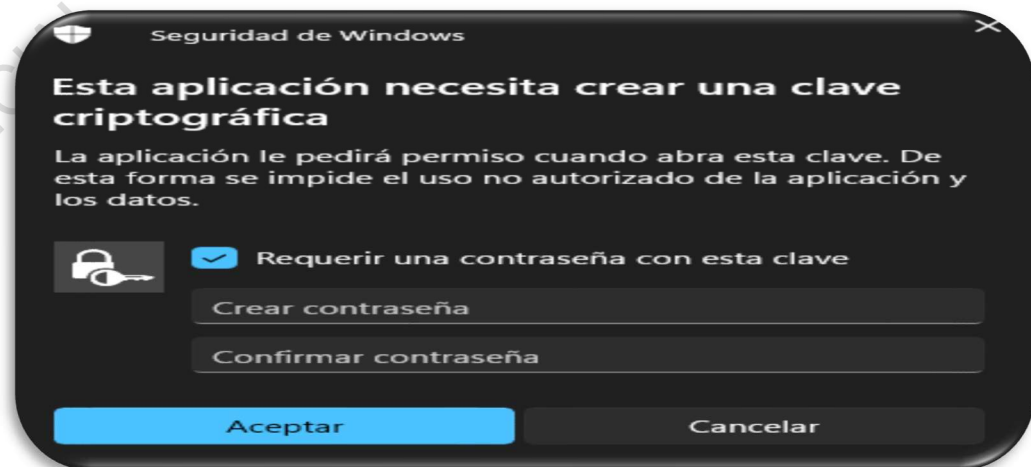 Seguridad de Windows
Esta aplicación necesita crear una clave
criptográfica
La aplicación le pedirá permiso cuando abra esta clave. De
esta forma se impide el uso no autorizado de la aplicación y
los datos.
Requerir una contraseña con esta clave
Crear contraseña
Confirmar contraseña
Aceptar
Cancelar